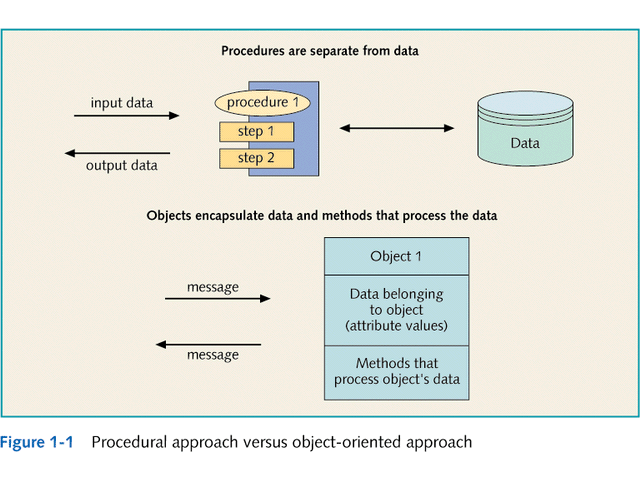 Procedures are separate from data
input data
output data
procedure 1
step 1
step 2
Data
Objects encapsulate data and methods that process the data
message
message
Object 1
Data belonging
to object
(attribute values)
Methods that
process object's data
Figure 1-1 Procedural approach versus object-oriented approach